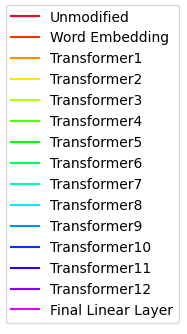 Unmodified
Word Embedding
Transformer1
Transformer2
Transformer3
Transformer4
Transformer5
Transformer6
Transformer7
Transformer8
Transformer9
Transformer10
Transformer11
Transformer12
Final Linear Layer